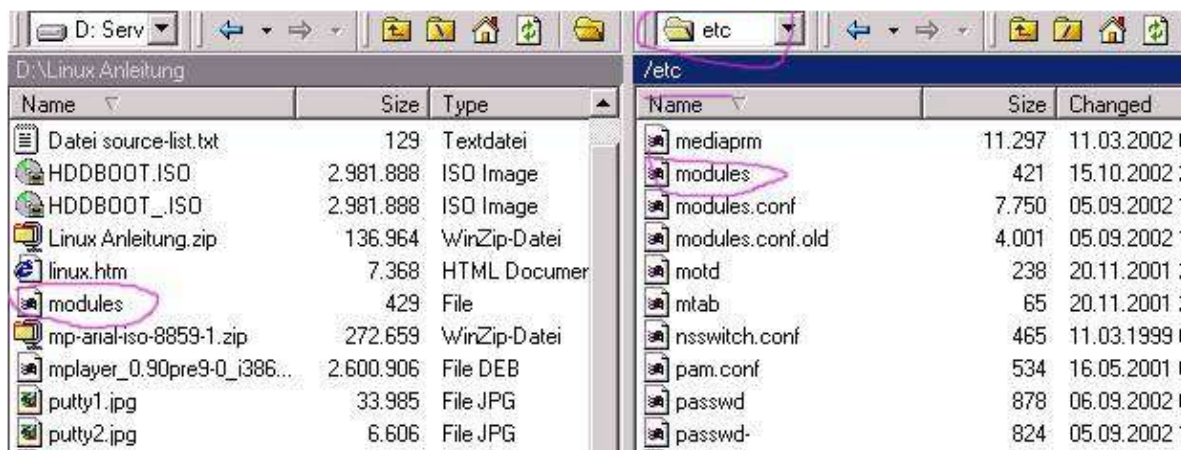 D: Serv
etc
D:\Linux Anleitung
/etc
Name Size Type
Datei source-list.txt 129 Textdatei
HDDBOOT.ISO 2.981.888 ISO Image
HDDBOOT_.ISO 2.981.888 ISO Image
Linux Anleitung.zip 136.964 WinZip-Datei
linux.htm 7.368 HTML Documer
modules 429 File
mp-arial-iso-8859-1.zip 272.659 WinZip-Datei
mplayer_0.90pre9-0_i386... 2.600.906 File DEB
putty1.jpg 33.985 File JPG
putty2.jpg 6.606 File JPG
Name Size Changed
mediaprm 11.297 11.03.2002
modules 421 15.10.2002
modules.conf 7.750 05.09.2002
modules.conf.old 4.001 05.09.2002
motd 238 20.11.2001
mtab 65 20.11.2001
nsswitch.conf 465 11.03.1999
pam.conf 534 16.05.2001
passwd 878 06.09.2002
passwd- 824 05.09.2002